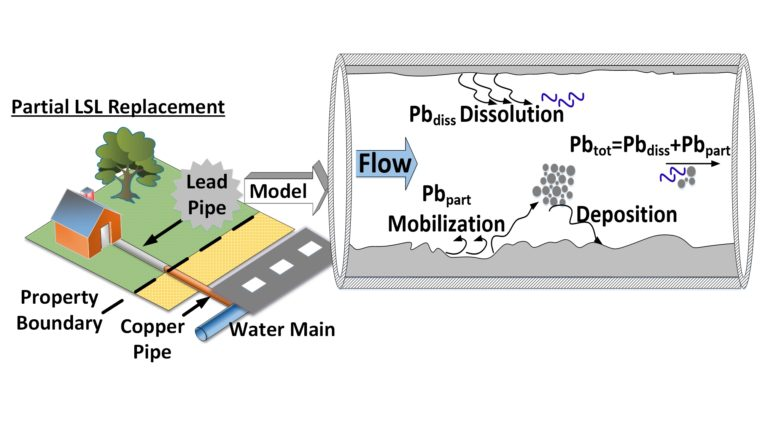 Partial LSL Replacement
Lead
Pipe
Model
Property
Boundary
Copper
Pipe
Water Main
Pbdiss Dissolution
Flow
Pbtot=Pbdiss+Pbpart
Pbpart
Mobilization
Deposition